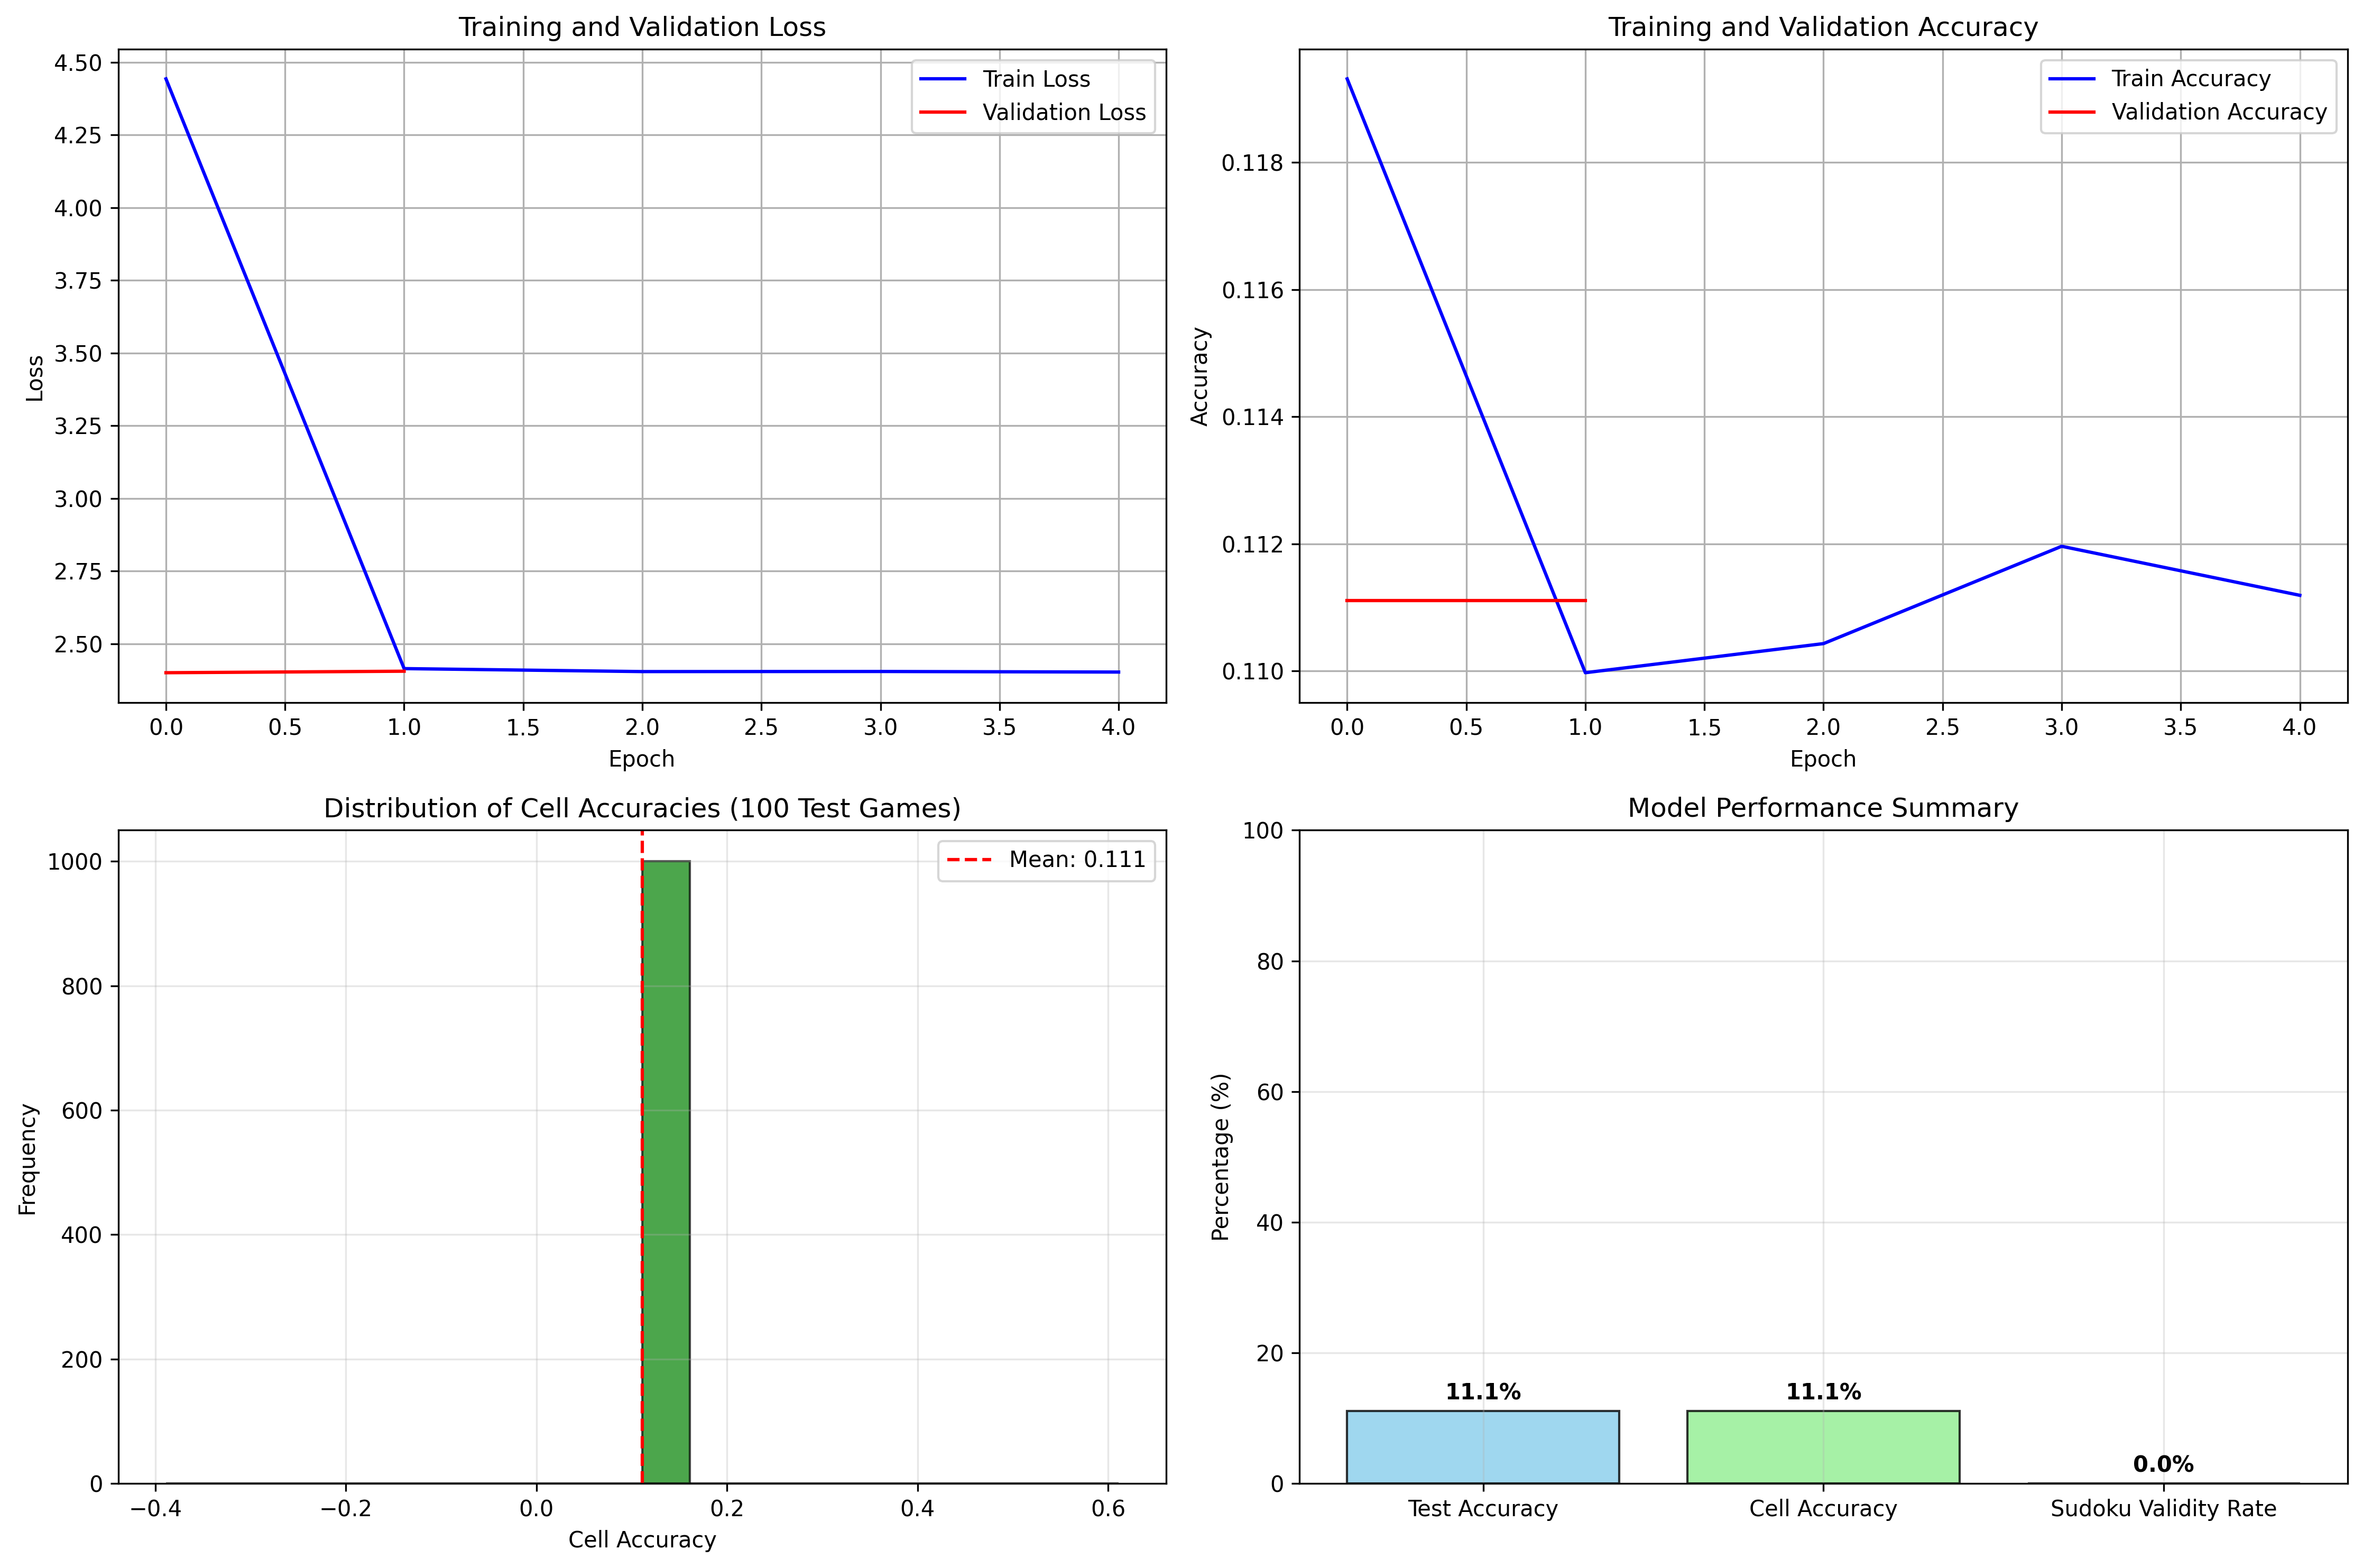 Training and Validation Loss
4.50
4.25
4.00
3.75
3.50
3.25
3.00
2.75
2.50
Loss
Train Loss
Validation Loss
0.0 0.5 1.0 1.5 2.0 2.5 3.0 3.5 4.0
Epoch
Training and Validation Accuracy
0.118
0.116
0.114
0.112
0.110
Accuracy
Train Accuracy
Validation Accuracy
0.0 0.5 1.0 1.5 2.0 2.5 3.0 3.5 4.0
Epoch
Distribution of Cell Accuracies (100 Test Games)
1000
800
600
400
200
0
Frequency
Mean: 0.111
−0.4 −0.2 0.0 0.2 0.4 0.6
Cell Accuracy
Model Performance Summary
100
80
60
40
20
0
Percentage (%)
11.1% 11.1% 0.0%
Test Accuracy Cell Accuracy Sudoku Validity Rate